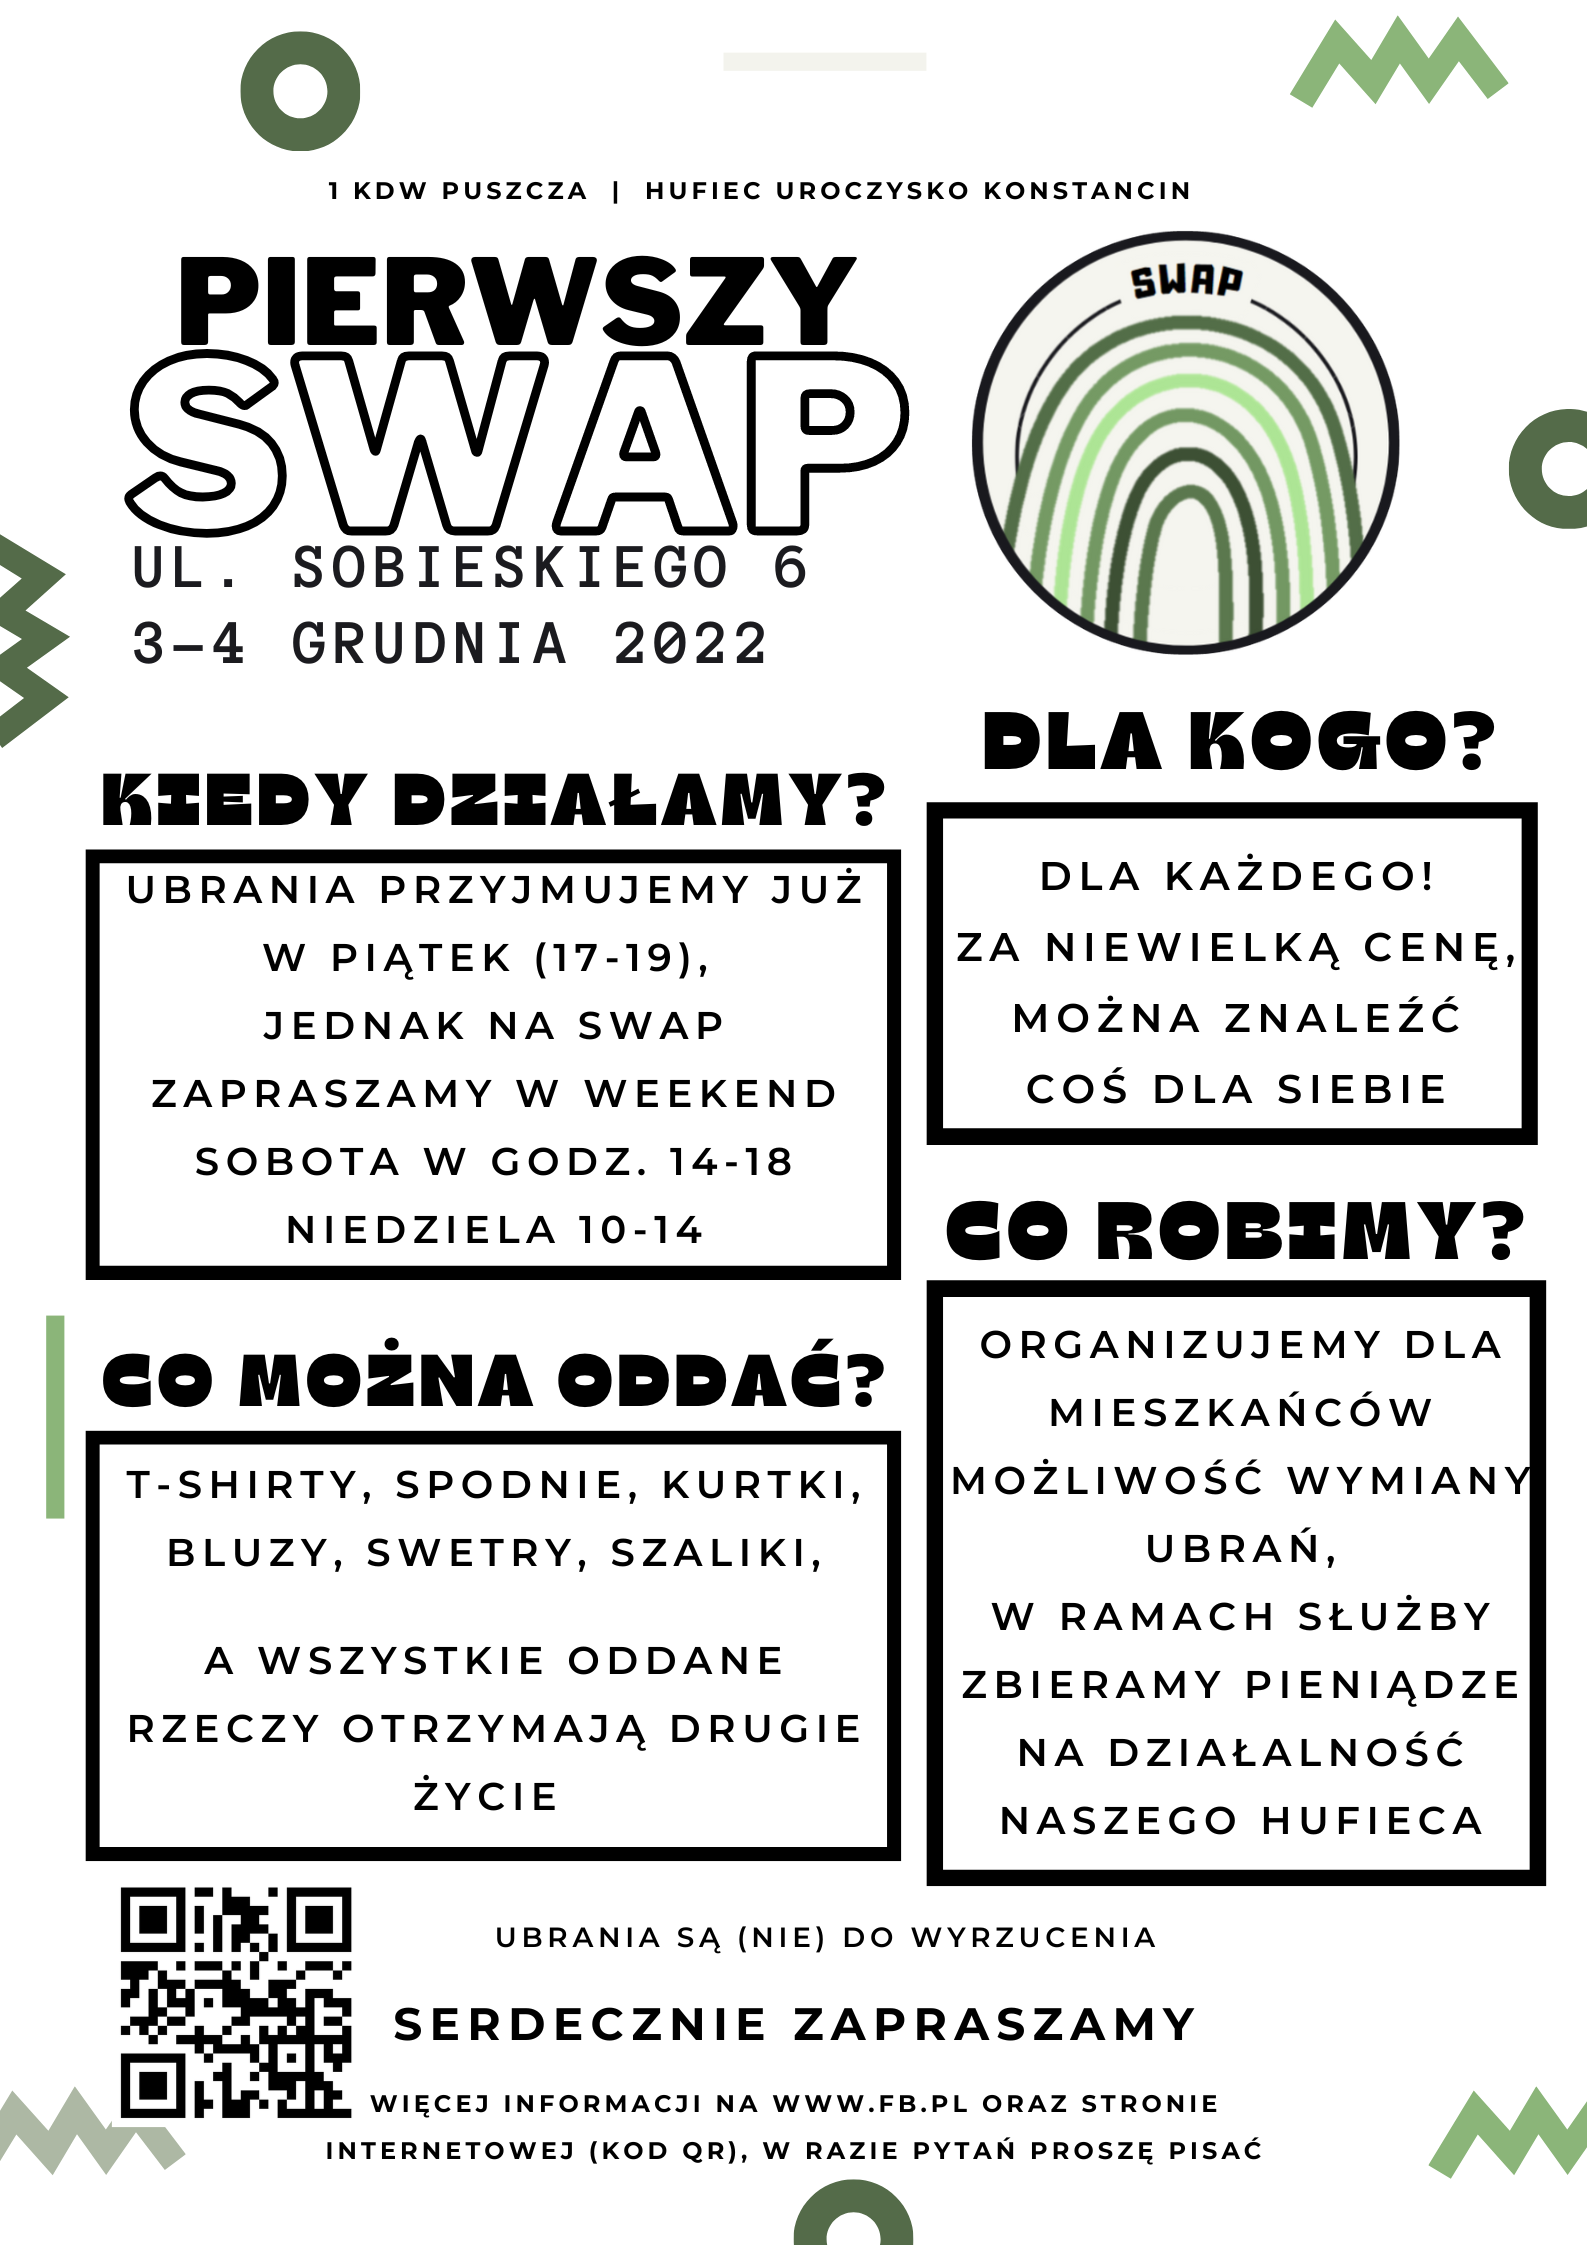 1 KDW PUSZCZA | HUFIEC UROCZYSKO KONSTANCIN
PIERWSZY
SWAP
UL. SOBIESKIEGO 6
3-4 GRUDNIA 2022
SWAP
KIEDY DZIAŁAMY?
UBRANIA PRZYJMUJEMY JUŻ
W PIĄTEK (17-19),
JEDNAK NA SWAP
ZAPRASZAMY W WEEKEND
SOBOTA W GODZ. 14-18
NIEDZIELA 10-14
DLA KOGO?
DLA KAŻDEGO!
ZA NIEWIELKĄ CENĘ,
MOŻNA ZNALEŹĆ
COŚ DLA SIEBIE
CO MOŻNA ODDAĆ?
T-SHIRTY, SPODNIE, KURTKI,
BLUZY, SWETRY, SZALIKI,
A WSZYSTKIE ODDANE
RZECZY OTRZYMAJĄ DRUGIE
ŻYCIE
CO ROBIMY?
ORGANIZUJEMY DLA
MIESZKAŃCÓW
MOŻLIWOŚĆ WYMIANY
UBRAŃ,
W RAMACH SŁUŻBY
ZBIERAMY PIENIĄDZE
NA DZIAŁALNOŚĆ
NASZEGO HUFIECA
UBRANIA SĄ (NIE) DO WYRZUCENIA
SERDECZNIE ZAPRASZAMY
WIĘCEJ INFORMACJI NA WWW.FB.PL ORAZ STRONIE
INTERNETOWEJ (KOD QR), W RAZIE PYTAŃ PROSZĘ PISAĆ